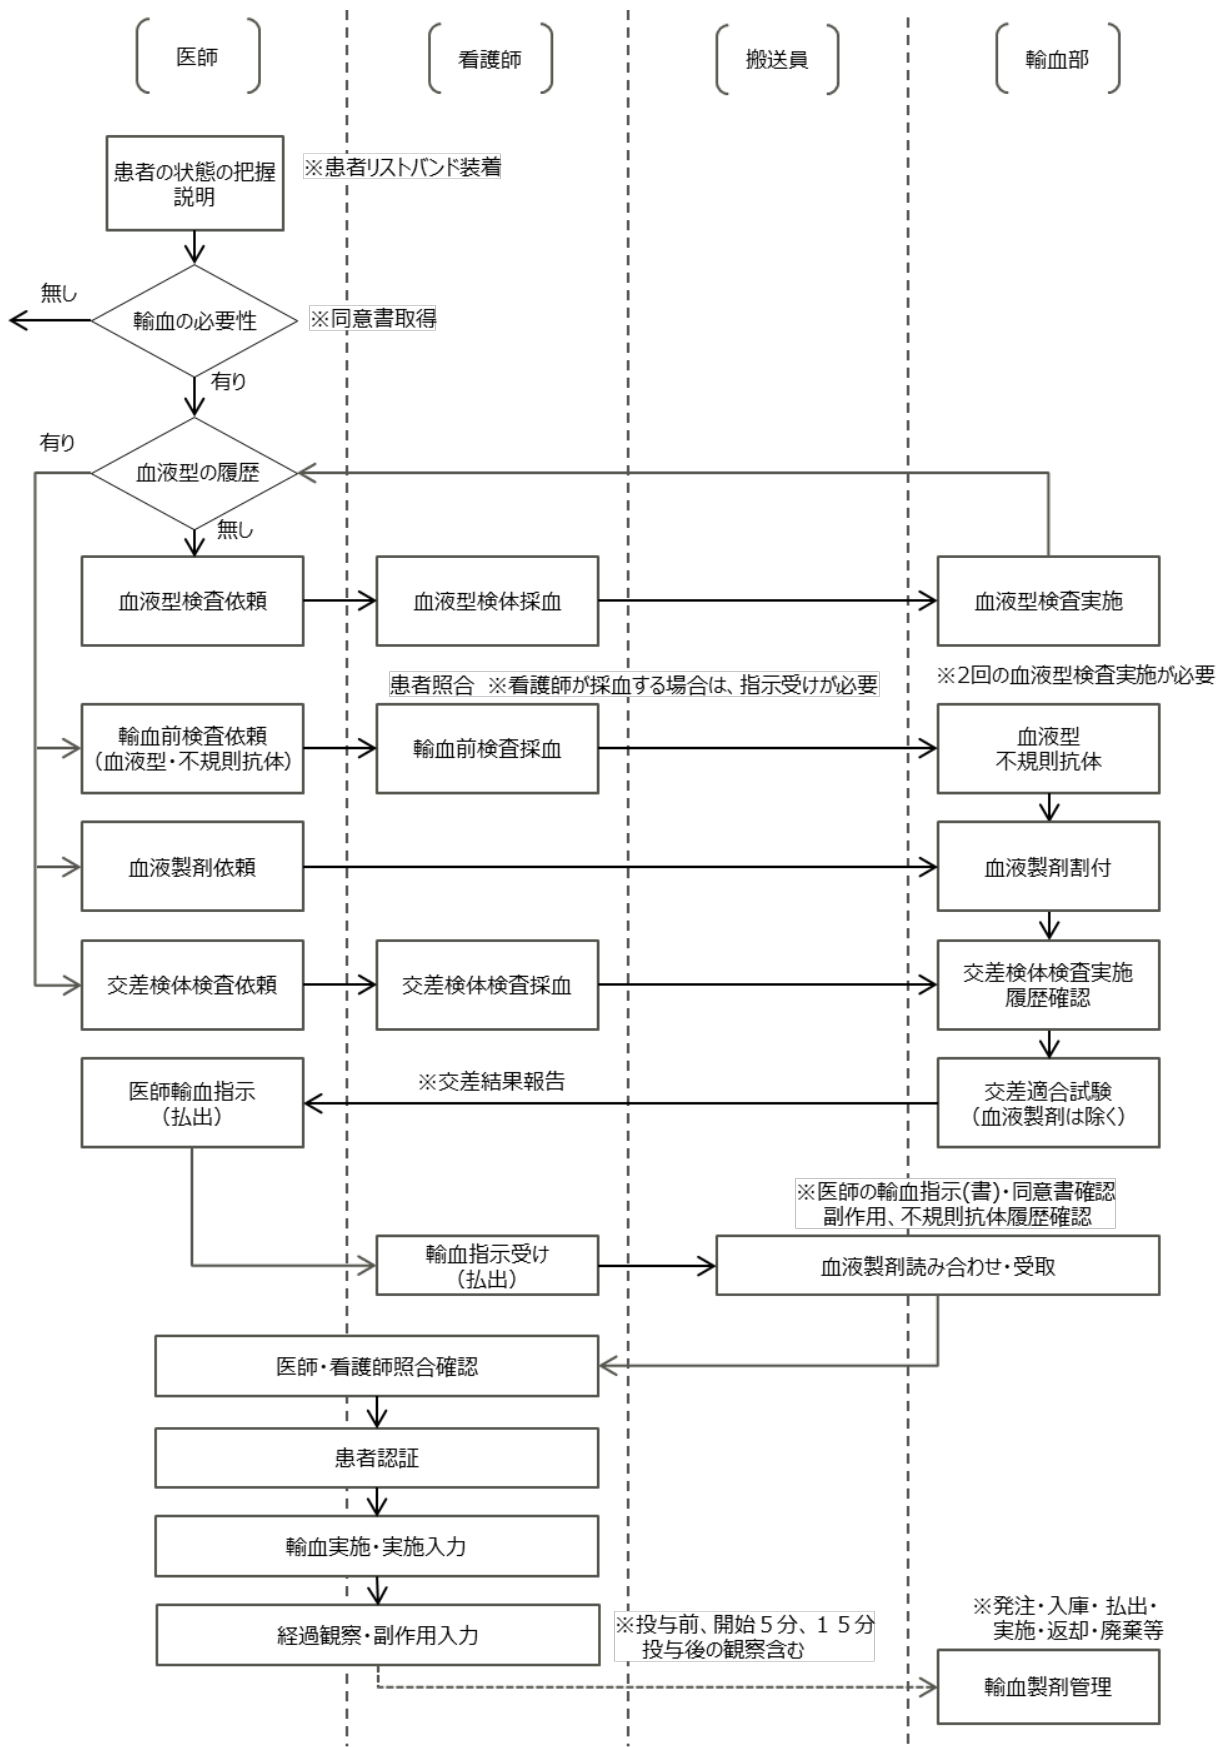 医師
看護師
搬送員
輸血部
患者の状態の把握
説明
※患者リストバンド装着
無し
輸血の必要性
※同意書取得
有り
有り
血液型の履歴
無し
血液型検査依頼
血液型検体採血
血液型検査実施
患者照合　※看護師が採血する場合は、指示受けが必要
※2回の血液型検査実施が必要
輸血前検査依頼
（血液型・不規則抗体）
輸血前検査採血
血液型
不規則抗体
血液製剤依頼
血液製剤割付
交差検体検査依頼
交差検体検査採血
交差検体検査実施
履歴確認
医師輸血指示
（払出）
※交差結果報告
交差適合試験
（血液製剤は除く）
※医師の輸血指示(書)・同意書確認
副作用、不規則抗体履歴確認
輸血指示受け
（払出）
血液製剤読み合わせ・受取
医師・看護師照合確認
患者認証
輸血実施・実施入力
経過観察・副作用入力
※投与前、開始５分、１５分
投与後の観察含む
※発注・入庫・払出・
実施・返却・廃棄等
輸血製剤管理